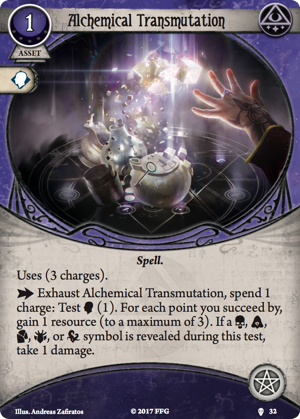 1
Alchemical Transmutation
ASSET
Spell.
Uses (3 charges).
Exhaust Alchemical Transmutation, spend 1
charge: Test (1). For each point you succeed by,
gain 1 resource (to a maximum of 3). If a , ,
, , or symbol is revealed during this test,
take 1 damage.
Illus. Andreas Zafiratos © 2017 FFG 32